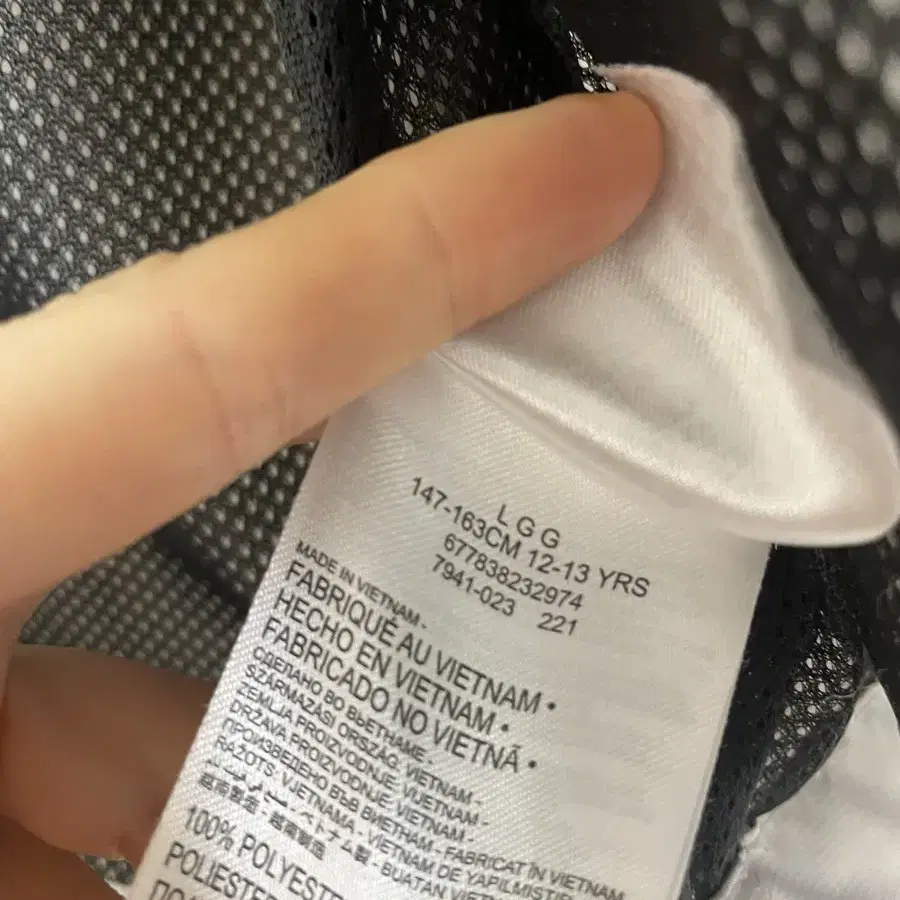 L G G
147-163CM 12-13 YRS
677838232974
7941-023 221
MADE IN VIETNAM -
FABRIQUÉ AU VIETNAM •
HECHO EN VIETNAM •
FABRICADO NO VIETNÃ •
СДЕЛАНО ВО ВЬЕТНАМЕ -
SZÁRMAZÁSI ORSZÁG: VIETNAM -
ZEMLJA PROIZVODNJE: VIJETNAM -
DRŽAVA PROIZVODNJE: VIETNAM -
ПРОИЗВЕДЕНО ВЪВ ВИЕТНАМ - FABRICAT ÎN VIETNAM
RAŽOTS: VJETNAMA - VIETNAM DE YAPILMIŞTIR
越南製造 - ベトナム製 - BUATAN VIETNAM
越南製造
100% POLYESTE
POLIESTER